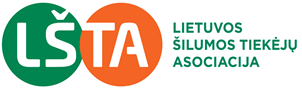 LŠTA
LIETUVOS
ŠILUMOS TIEKĖJŲ
ASOCIACIJA